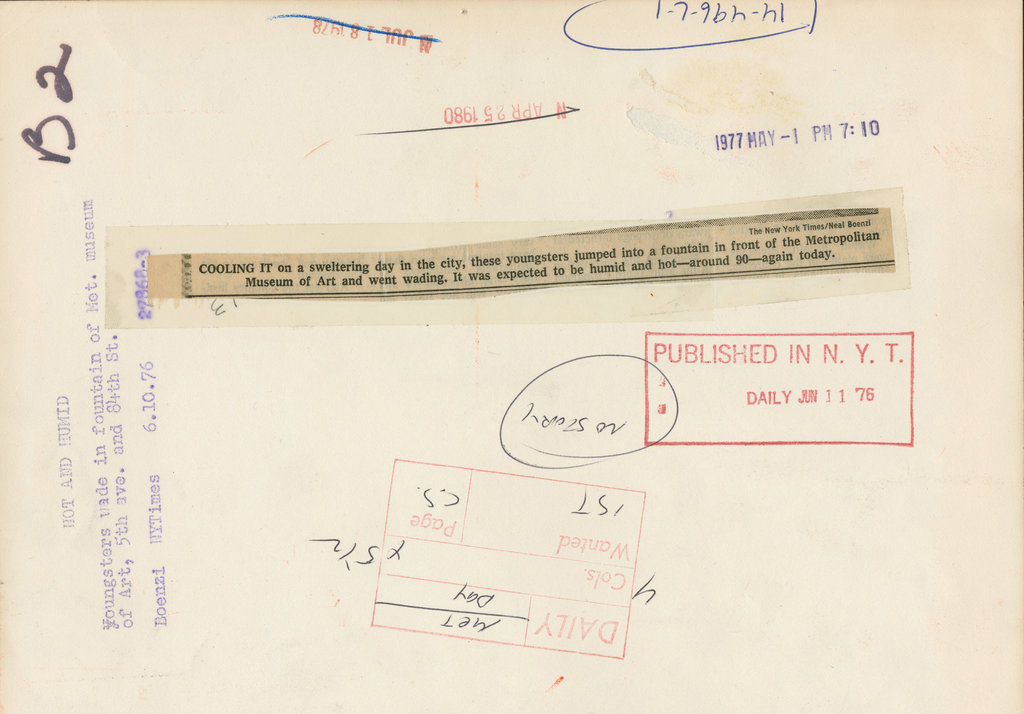 14-496-L-1
N JUL 18 1978
B2
N APR 25 1980
1977 MAY -1 PM 7:10
The New York Times/Neal Boenzi
COOLING IT on a sweltering day in the city, these youngsters jumped into a fountain in front of the Metropolitan
Museum of Art and went wading. It was expected to be humid and hot—around 90—again today.
13
PUBLISHED IN N. Y. T.
DAILY JUN 11 '76
NO STORY
HOT AND HUMID
Youngsters wade in fountain of Met. museum
of Art, 5th ave. and 84th St.
Boenzi NYTimes 6.10.76
DAILY
MET
DAY
4
Cols.
x 5 1/2
Wanted
1ST
Page
C.S.